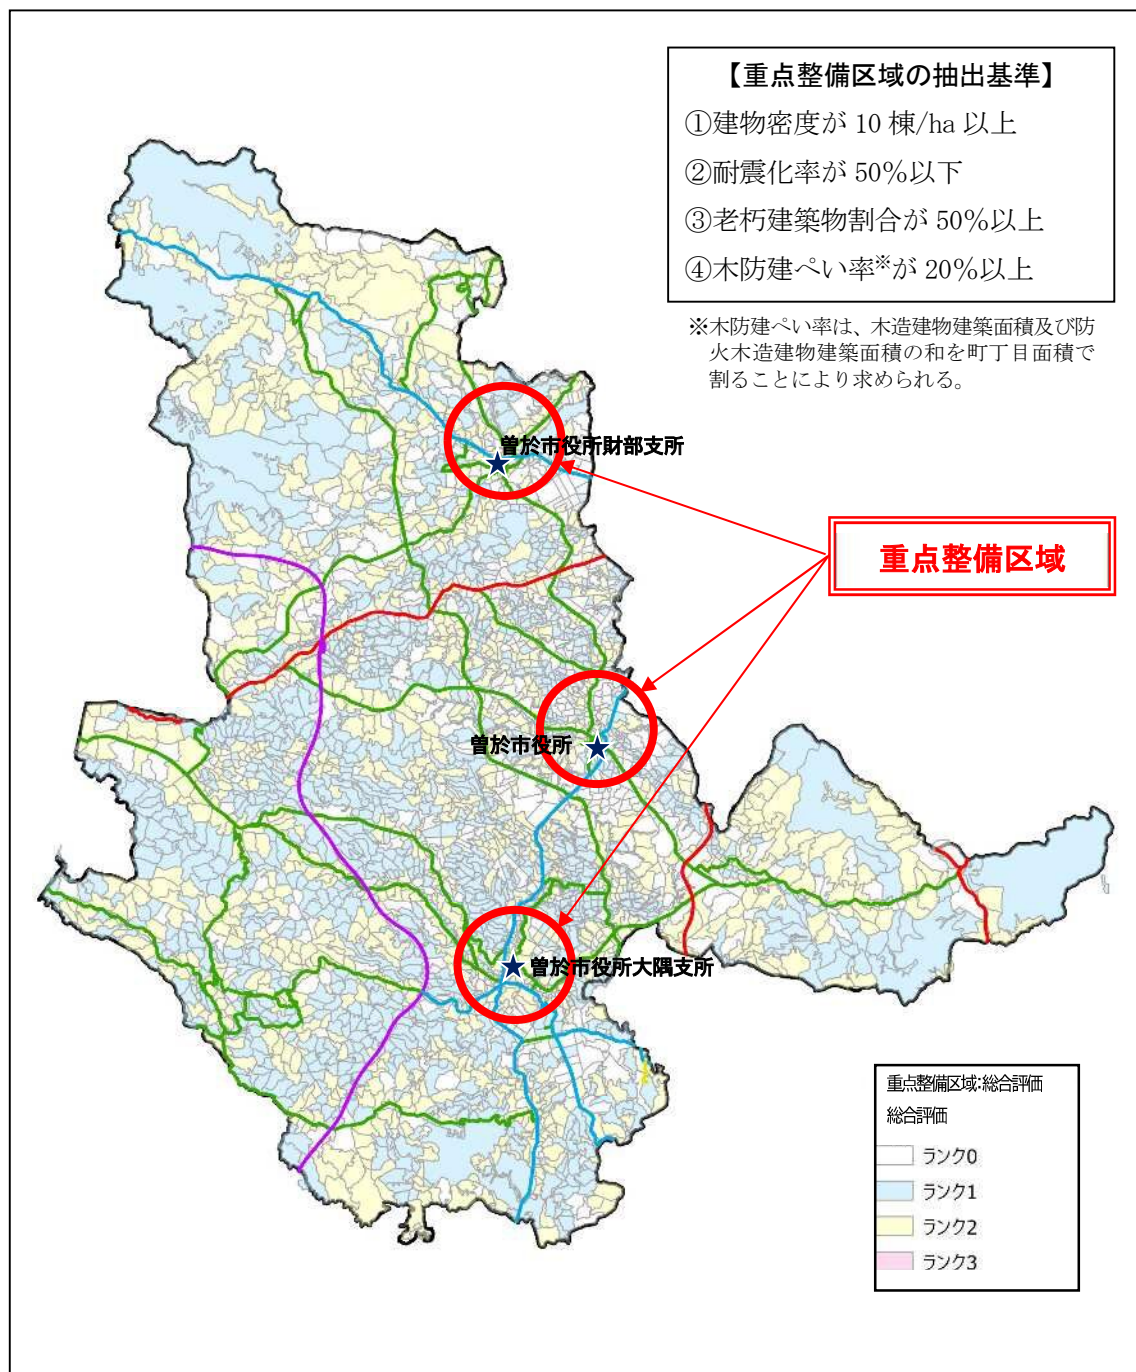 【重点整備区域の抽出基準】
①建物密度が 10 棟/ha 以上
②耐震化率が 50%以下
③老朽建築物割合が 50%以上
④木防建ぺい率※が 20%以上
※木防建ぺい率は、木造建物建築面積及び防
火木造建物建築面積の和を町丁目面積で
割ることにより求められる。
曽於市役所財部支所
重点整備区域
曽於市役所
曽於市役所大隅支所
重点整備区域:総合評価
総合評価
ランク0
ランク1
ランク2
ランク3